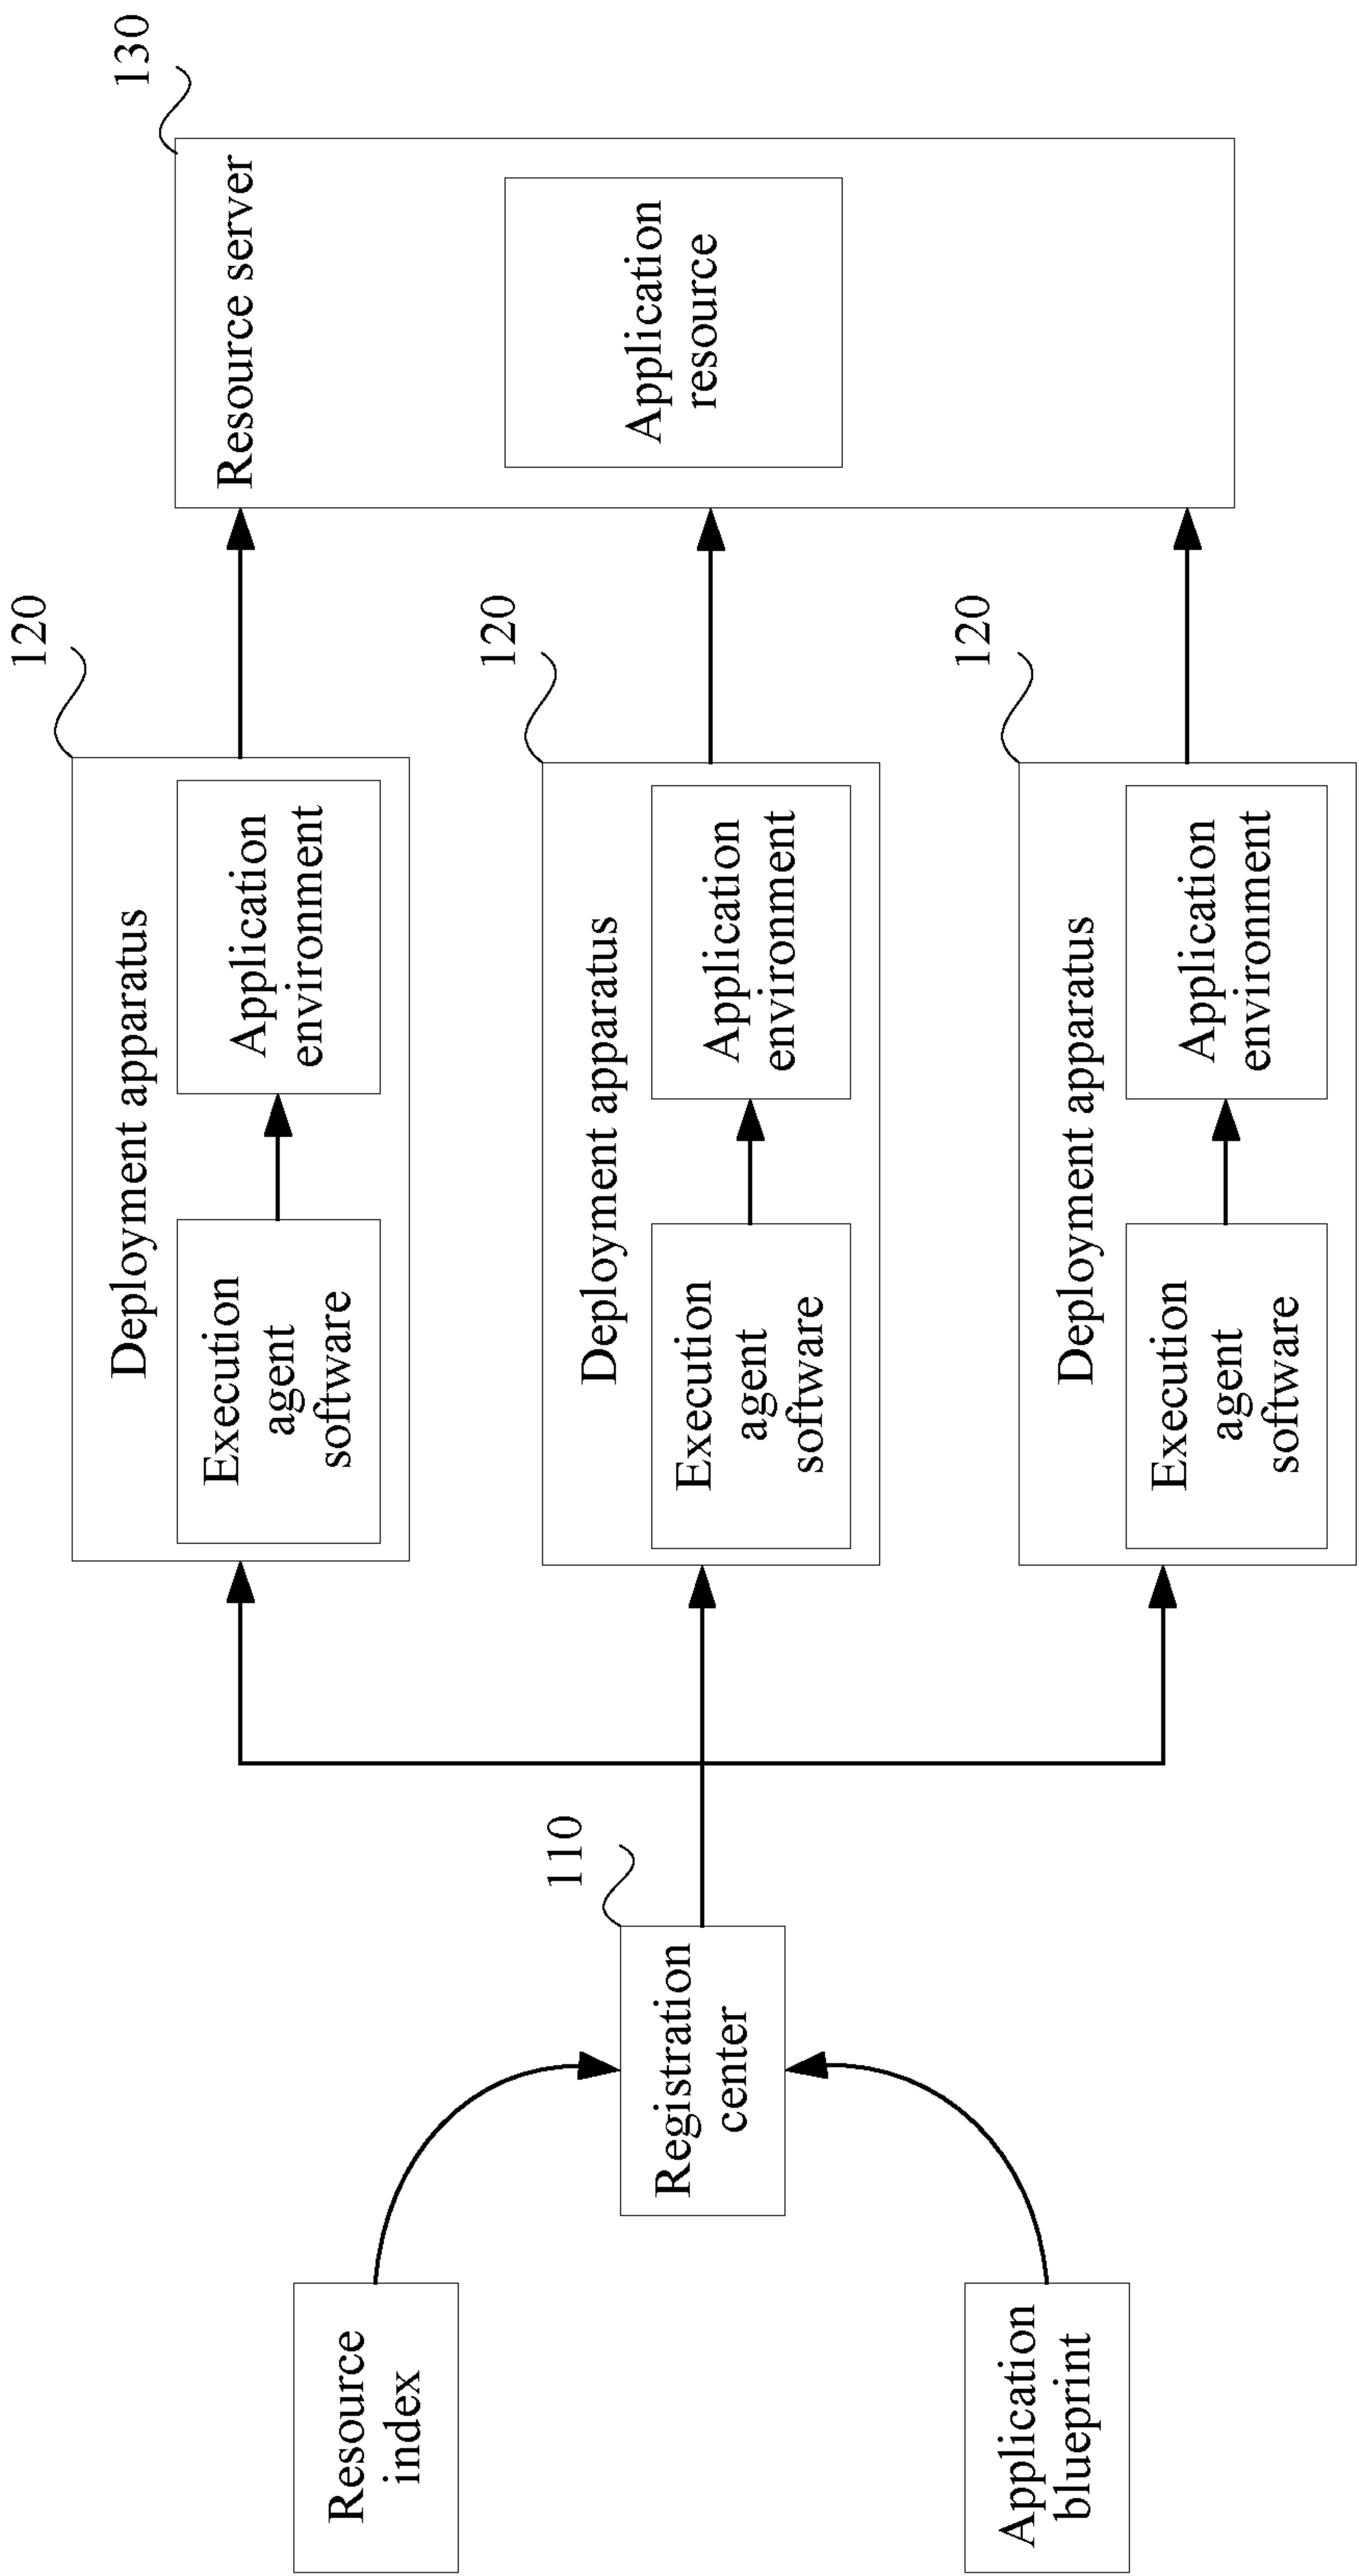 Resource
index
Application
blueprint
110
Registration
center
120
Deployment apparatus
Execution
agent
software
Application
environment
120
Deployment apparatus
Execution
agent
software
Application
environment
120
Deployment apparatus
Execution
agent
software
Application
environment
130
Resource server
Application
resource